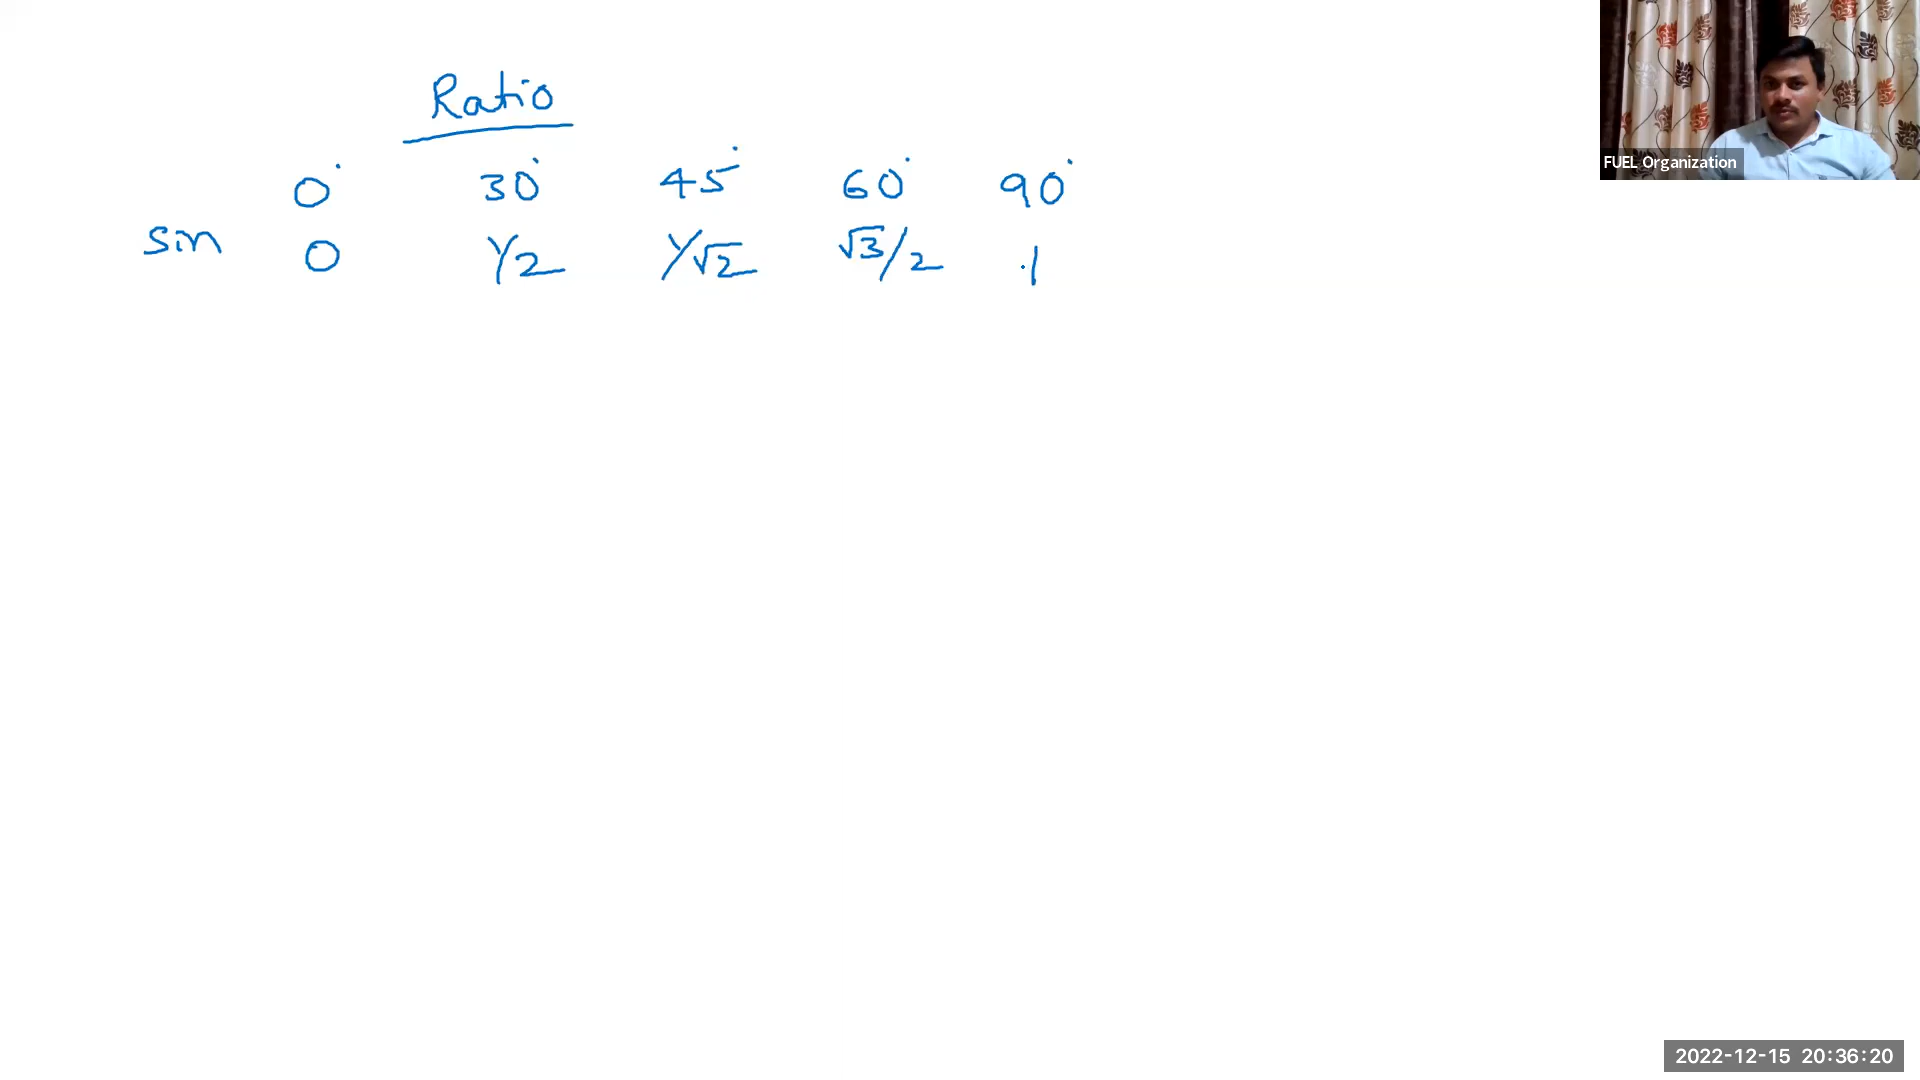 Ratio
0° 30° 45° 60° 90°
sin 0 1/2 1/√2 √3/2 1
FUEL Organization
2022-12-15 20:36:20